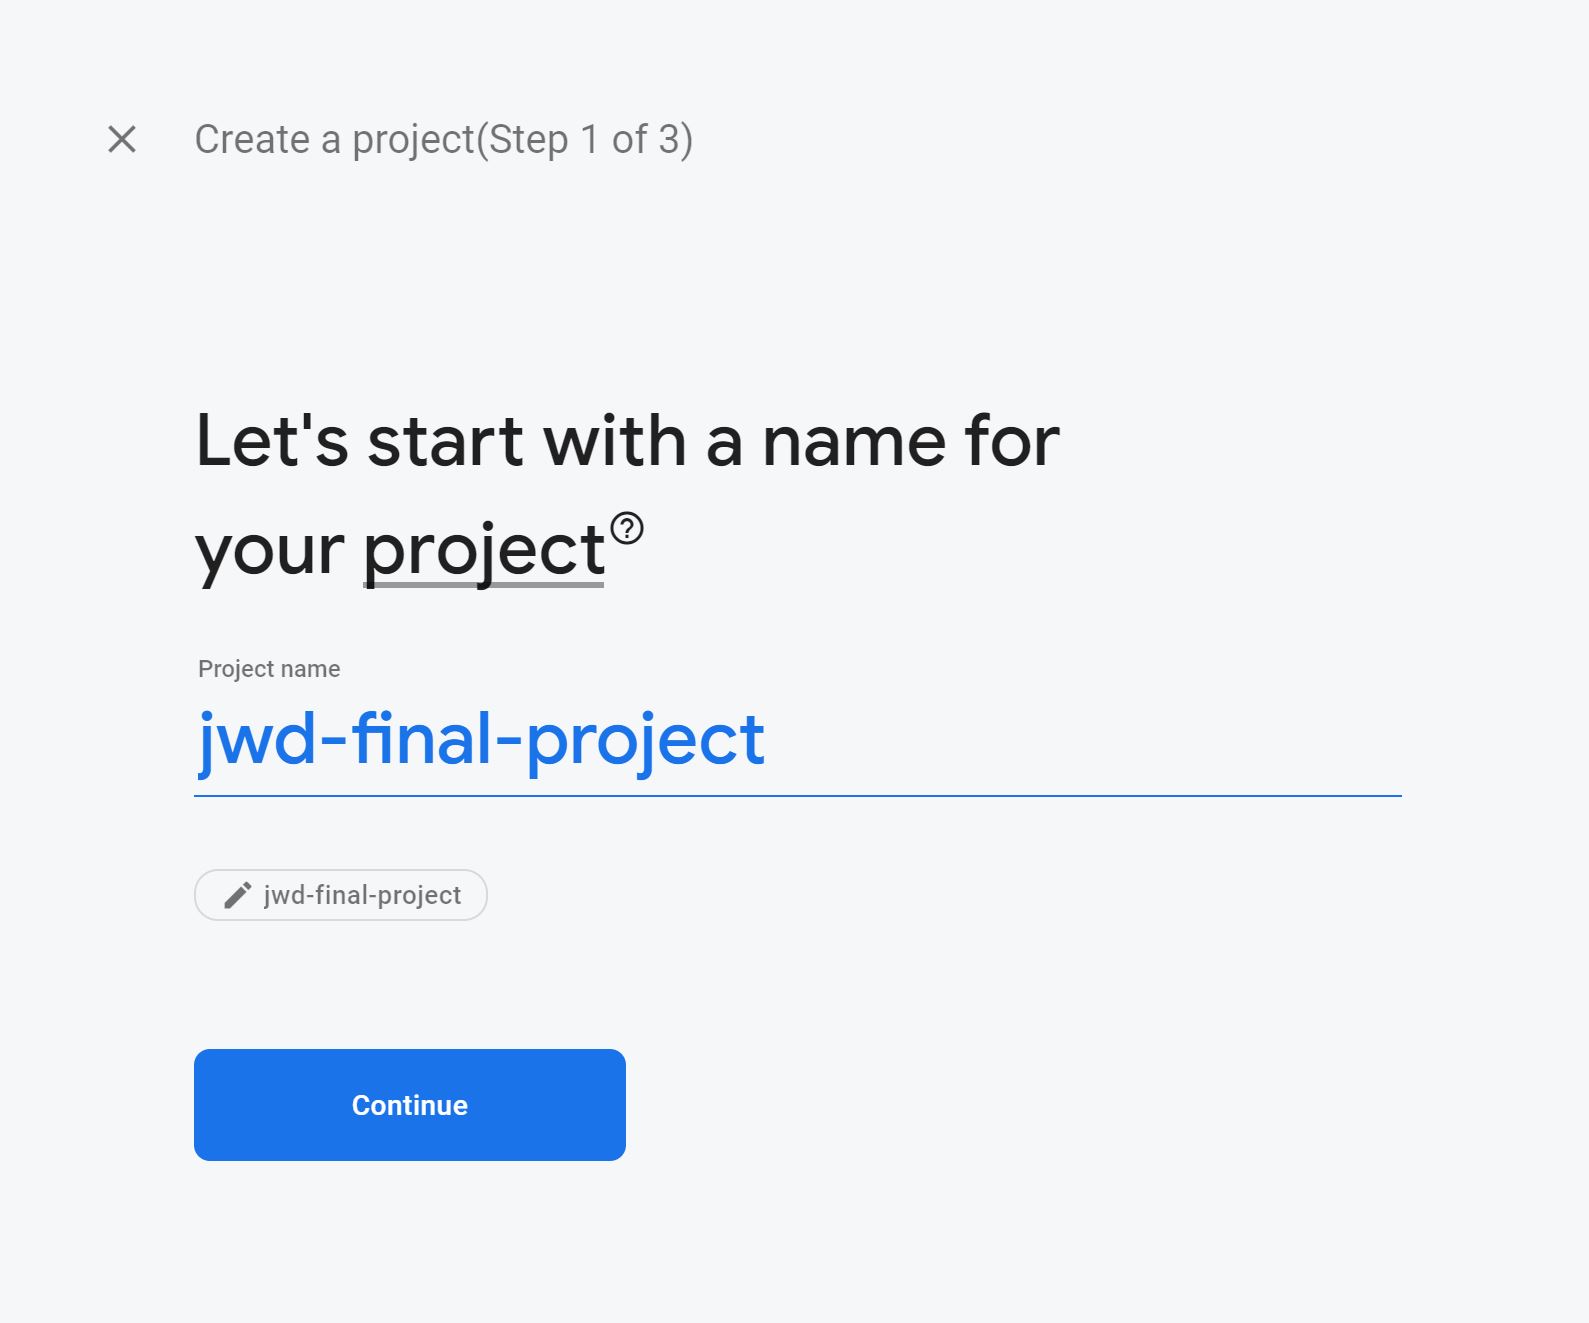 Create a project(Step 1 of 3)
Let's start with a name for
your project
Project name
jwd-final-project
jwd-final-project
Continue